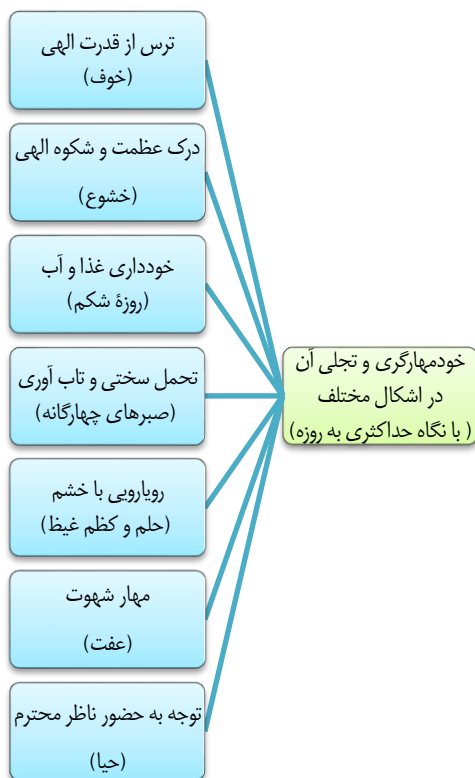 ترس از قدرت الهی
(خوف)
درک عظمت و شکوه الهی
(خشوع)
خودداری غذا و آب
(روزۀ شکم)
تحمل سختی و تاب آوری
(صبرهای چهارگانه)
رویارویی با خشم
(حلم و کظم غیظ)
مهار شهوت
(عفت)
توجه به حضور ناظر محترم
(حیا)
خودمهارگری و تجلی آن
در اشکال مختلف
( با نگاه حداکثری به روزه)